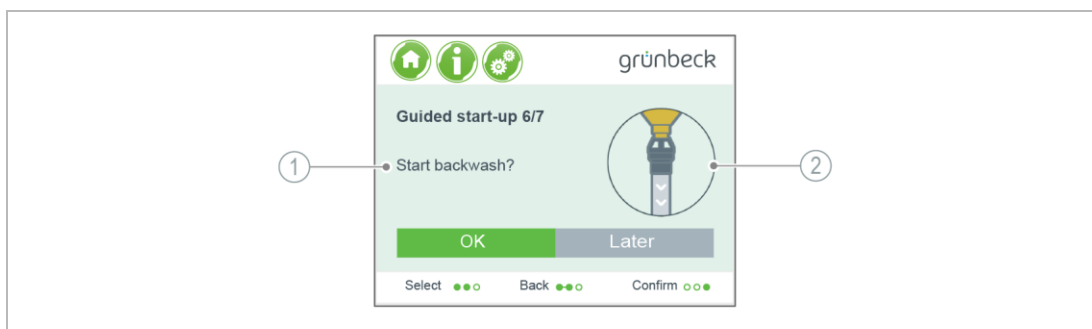 grünbeck
Guided start-up 6/7
1
Start backwash?
2
OK Later
Select Back Confirm